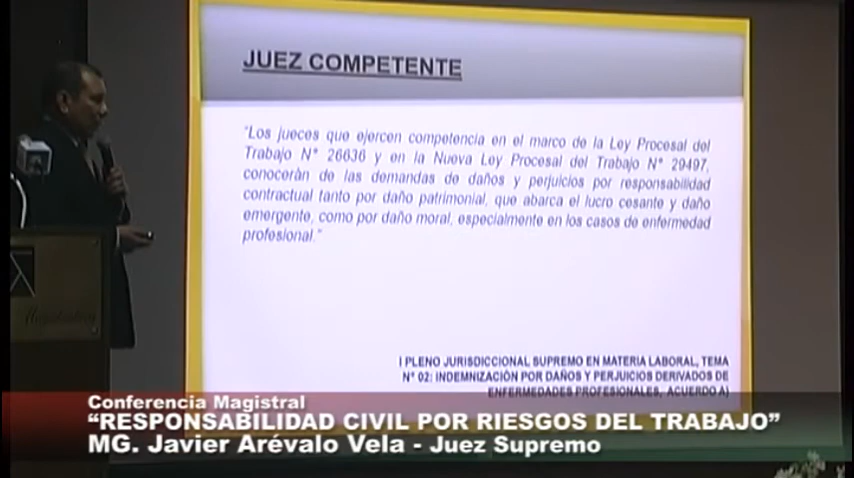 JUEZ COMPETENTE
"Los jueces que ejercen competencia en el marco de la Ley Procesal del
Trabajo N° 26636 y en la Nueva Ley Procesal del Trabajo N° 29497,
conocerán de las demandas de daños y perjuicios por responsabilidad
contractual tanto por daño patrimonial, que abarca el lucro cesante y daño
emergente, como por daño moral, especialmente en los casos de enfermedad
profesional."
I PLENO JURISDICCIONAL SUPREMO EN MATERIA LABORAL, TEMA
N° 02: INDEMNIZACIÓN POR DAÑOS Y PERJUICIOS DERIVADOS DE
ENFERMEDADES PROFESIONALES, ACUERDO A)
Conferencia Magistral
“RESPONSABILIDAD CIVIL POR RIESGOS DEL TRABAJO”
MG. Javier Arévalo Vela - Juez Supremo